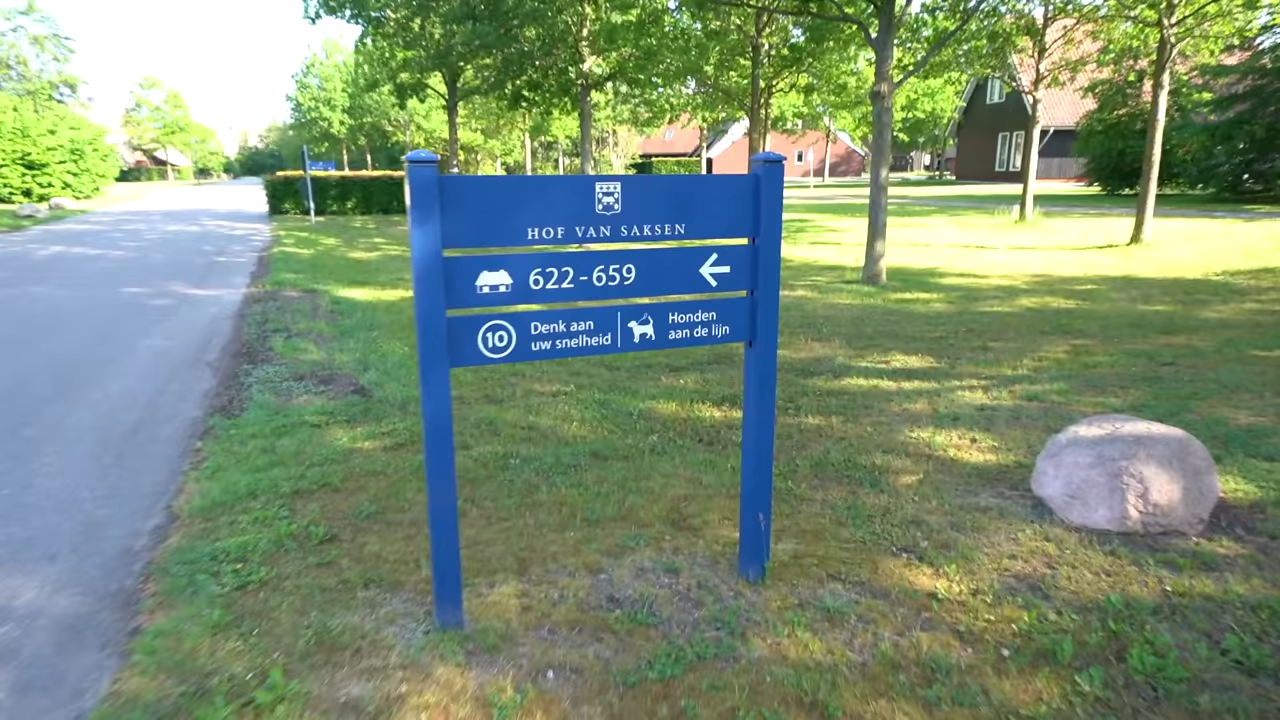 HOF VAN SAKSEN
622 - 659
10
Denk aan
uw snelheid
Honden
aan de lijn